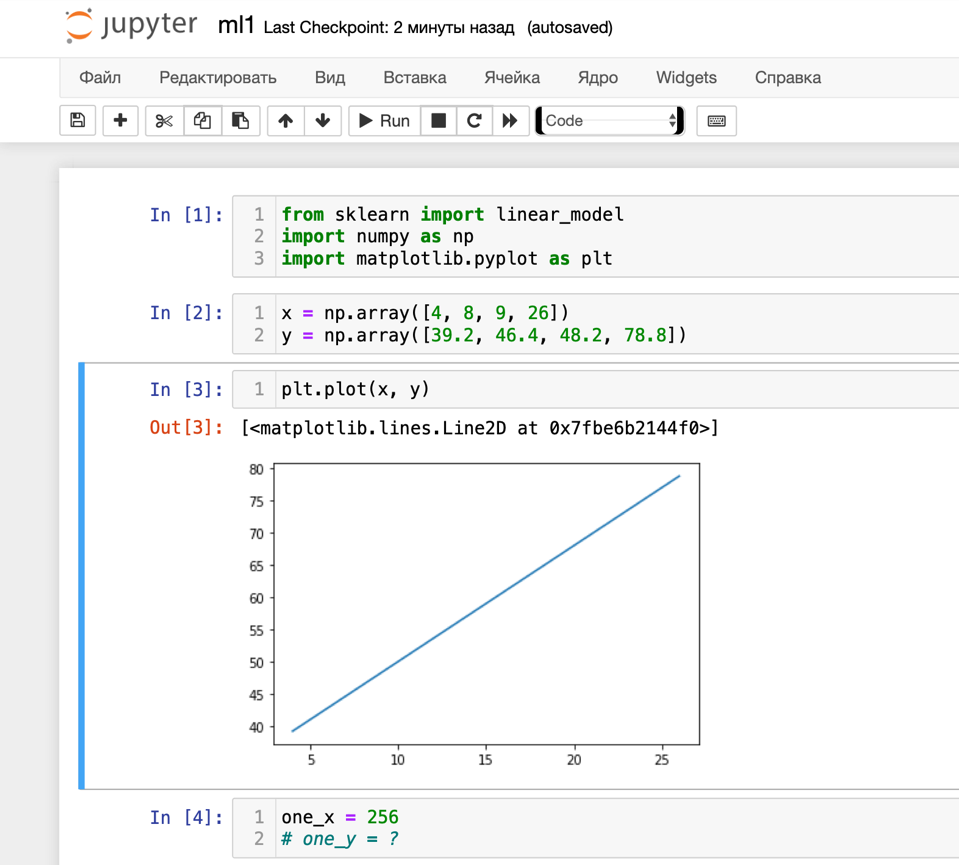 jupyter ml1 Last Checkpoint: 2 минуты назад (autosaved)
Файл Редактировать Вид Вставка Ячейка Ядро Widgets Справка
Run Code
In [1]: 1 from sklearn import linear_model
2 import numpy as np
3 import matplotlib.pyplot as plt
In [2]: 1 x = np.array([4, 8, 9, 26])
2 y = np.array([39.2, 46.4, 48.2, 78.8])
In [3]: 1 plt.plot(x, y)
Out[3]: [<matplotlib.lines.Line2D at 0x7fbe6b2144f0>]
80
75
70
65
60
55
50
45
40
5 10 15 20 25
In [4]: 1 one_x = 256
2 # one_y = ?